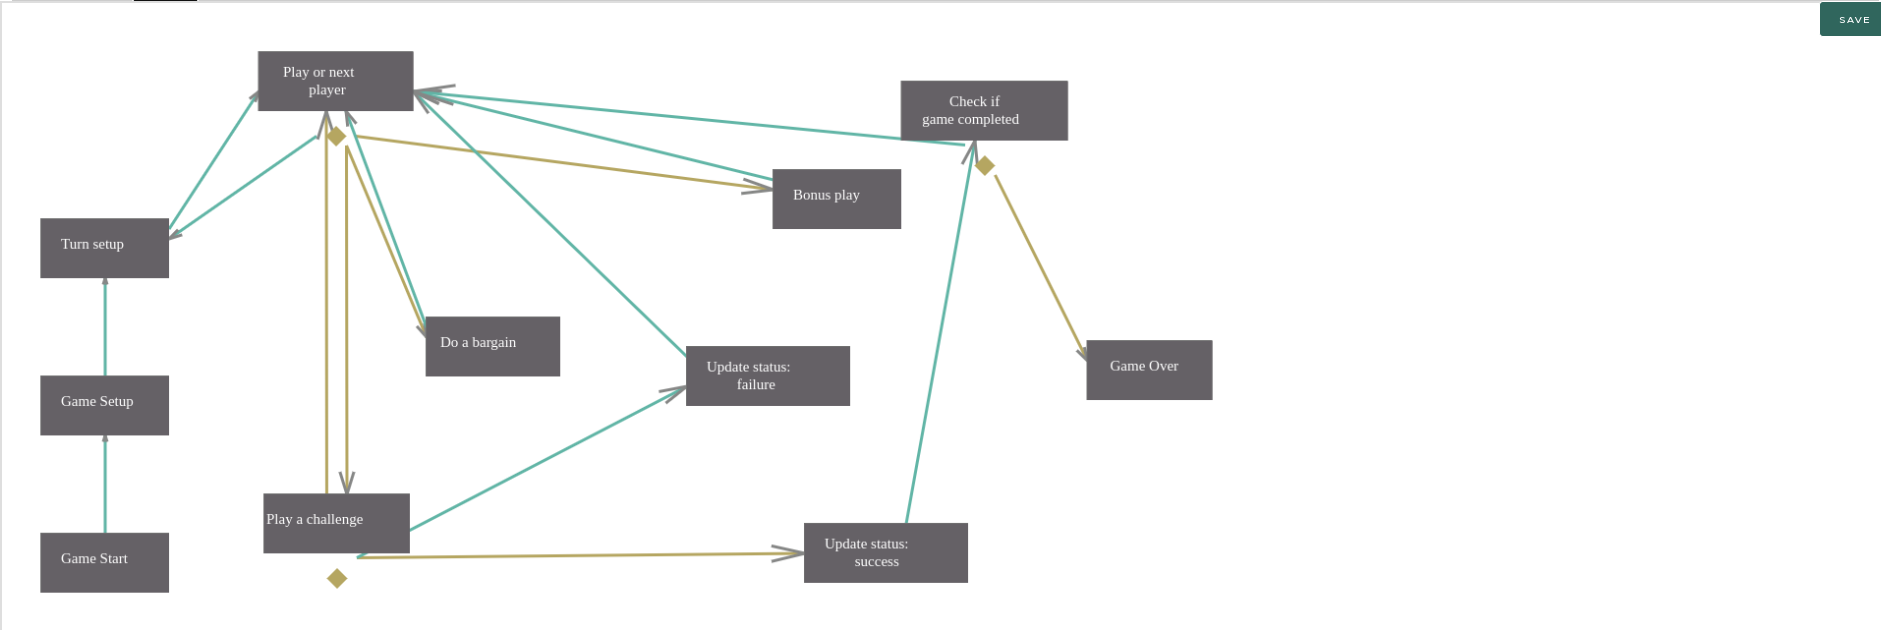 SAVE
Play or next
player
Check if
game completed
Bonus play
Turn setup
Do a bargain
Update status:
failure
Game Over
Game Setup
Play a challenge
Update status:
success
Game Start